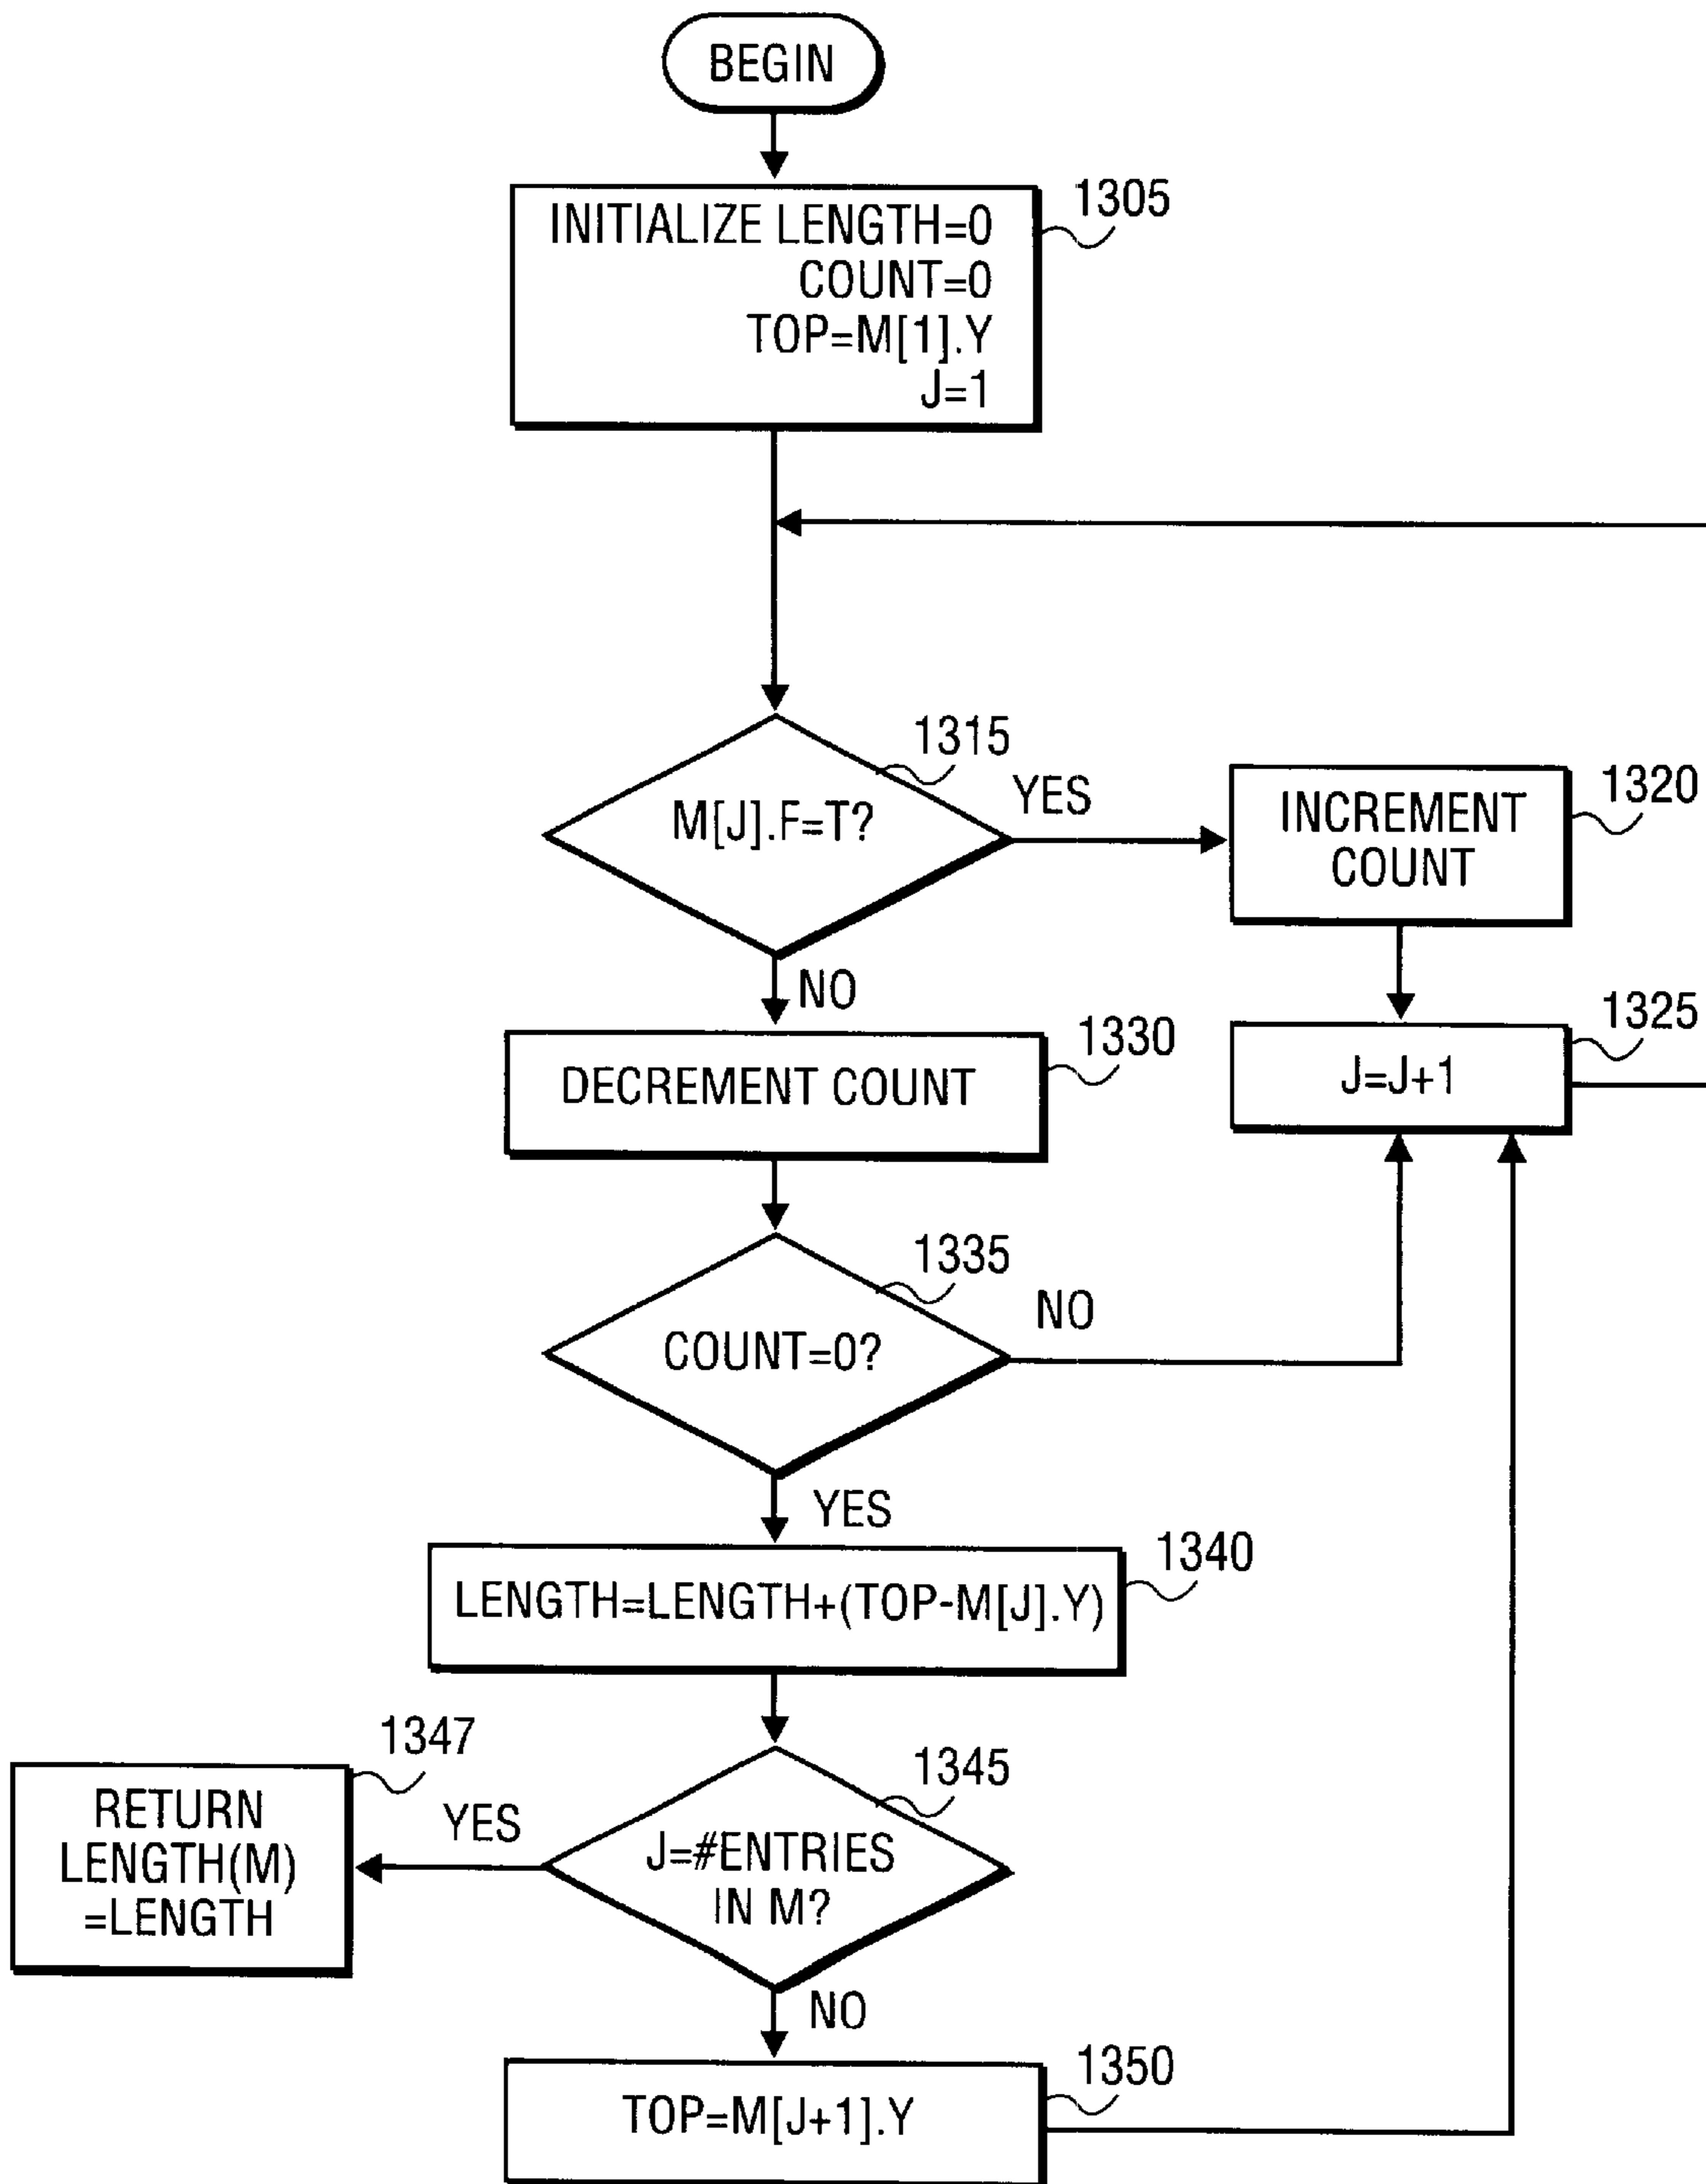 BEGIN
INITIALIZE LENGTH=0
COUNT=0
TOP=M[1].Y
J=1
1305
1315
M[J].F=T?
YES
INCREMENT
COUNT
1320
NO
DECREMENT COUNT
1330
J=J+1
1325
1335
COUNT=0?
NO
YES
LENGTH=LENGTH+(TOP-M[J].Y)
1340
1345
J=#ENTRIES
IN M?
YES
1347
RETURN
LENGTH(M)
=LENGTH
NO
TOP=M[J+1].Y
1350